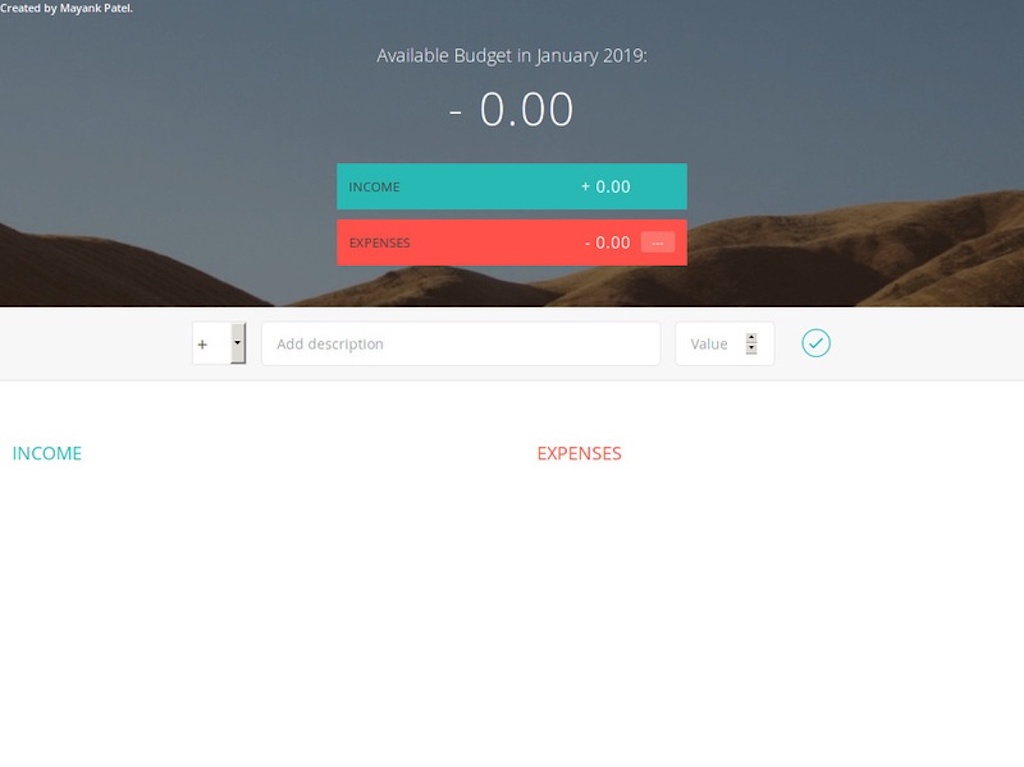 Created by Mayank Patel.
Available Budget in January 2019:
- 0.00
INCOME + 0.00
EXPENSES - 0.00 ---
+ Add description Value
INCOME EXPENSES